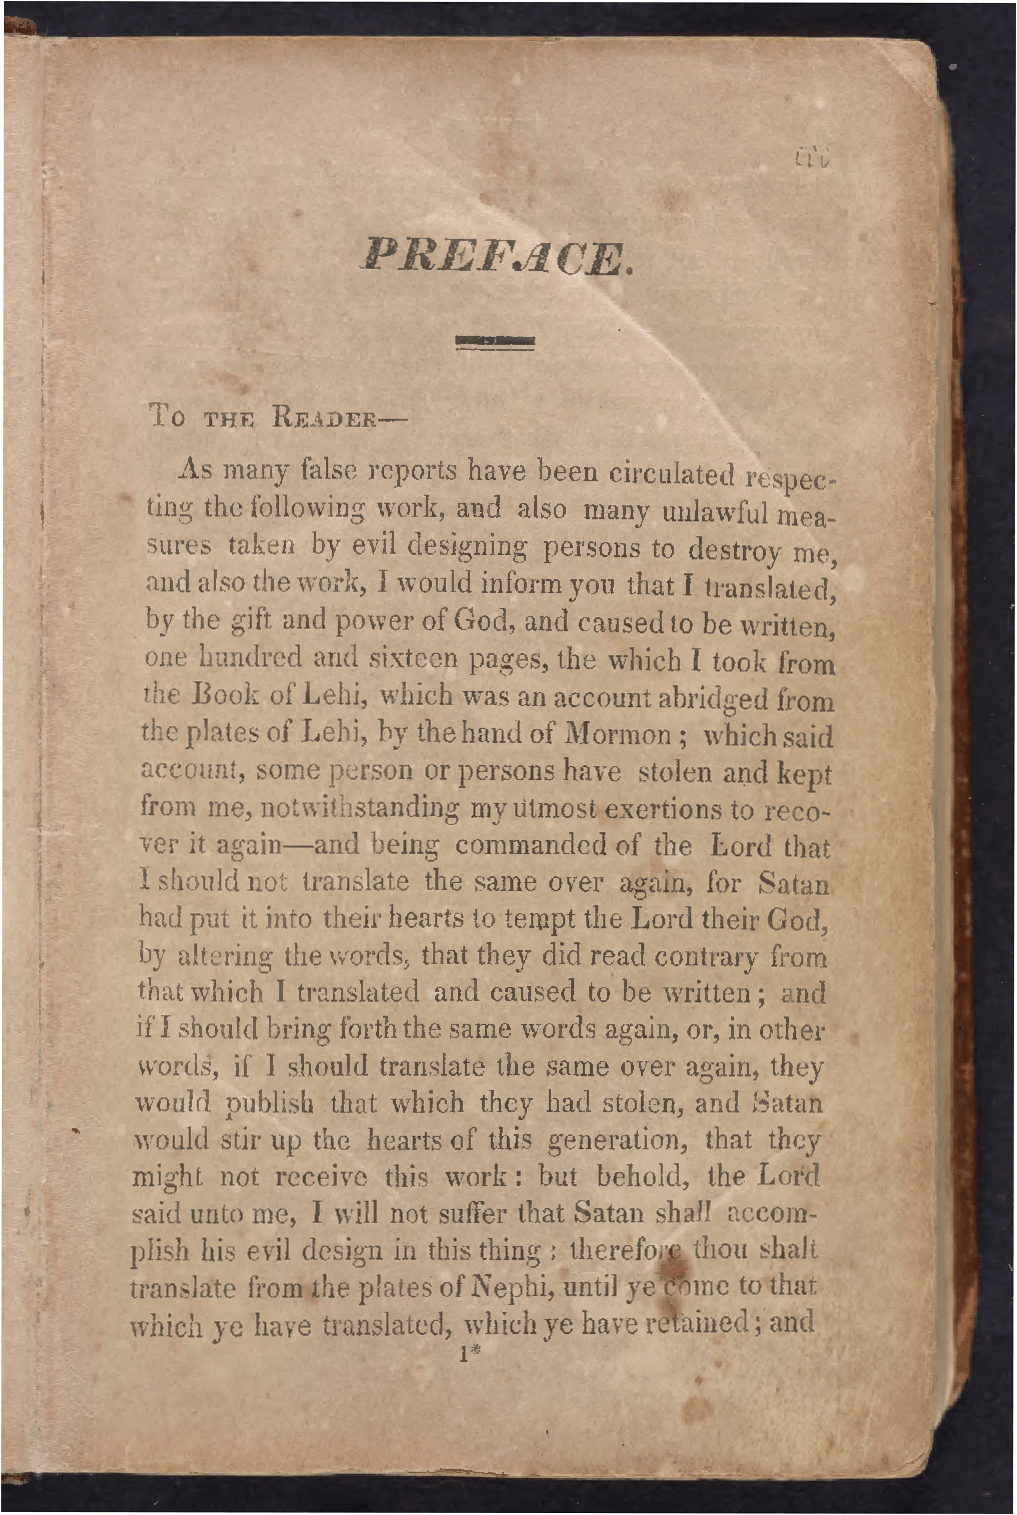 iii
PREFACE.
To the Reader—
As many false reports have been circulated respec-
ting the following work, and also many unlawful mea-
sures taken by evil designing persons to destroy me,
and also the work, I would inform you that I translated,
by the gift and power of God, and caused to be written,
one hundred and sixteen pages, the which I took from
the Book of Lehi, which was an account abridged from
the plates of Lehi, by the hand of Mormon; which said
account, some person or persons have stolen and kept
from me, notwithstanding my utmost exertions to reco-
ver it again—and being commanded of the Lord that
I should not translate the same over again, for Satan
had put it into their hearts to tempt the Lord their God,
by altering the words, that they did read contrary from
that which I translated and caused to be written; and
if I should bring forth the same words again, or, in other
words, if I should translate the same over again, they
would publish that which they had stolen, and Satan
would stir up the hearts of this generation, that they
might not receive this work: but behold, the Lord
said unto me, I will not suffer that Satan shall accom-
plish his evil design in this thing: therefore thou shalt
translate from the plates of Nephi, until ye come to that
which ye have translated, which ye have retained; and
1*